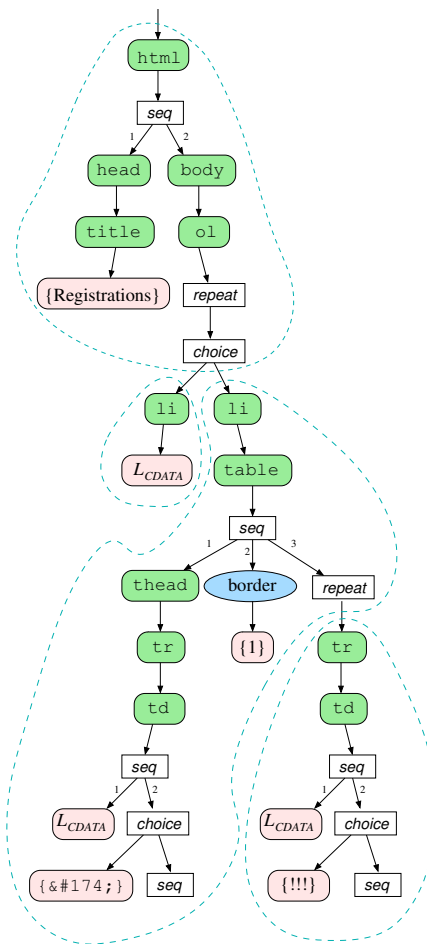 html
seq
1 2
head body
title ol
{Registrations} repeat
choice
li li
L_CDATA table
seq
1 2 3
thead border repeat
tr {1} tr
td td
seq seq
1 2 1 2
L_CDATA choice L_CDATA choice
{&#174;} seq {!!!} seq